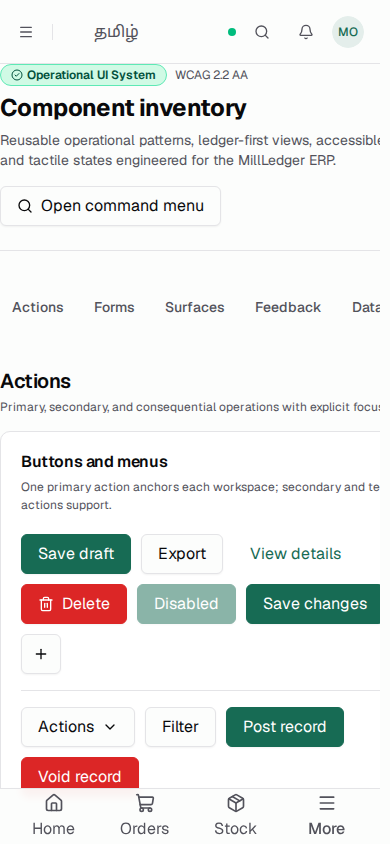 தமிழ்
MO
Operational UI System WCAG 2.2 AA
Component inventory
Reusable operational patterns, ledger-first views, accessible
and tactile states engineered for the MillLedger ERP.
Open command menu
Actions Forms Surfaces Feedback Data
Actions
Primary, secondary, and consequential operations with explicit focus
Buttons and menus
One primary action anchors each workspace; secondary and
actions support.
Save draft Export View details
Delete Disabled Save changes
Actions Filter Post record
Void record
Home Orders Stock More